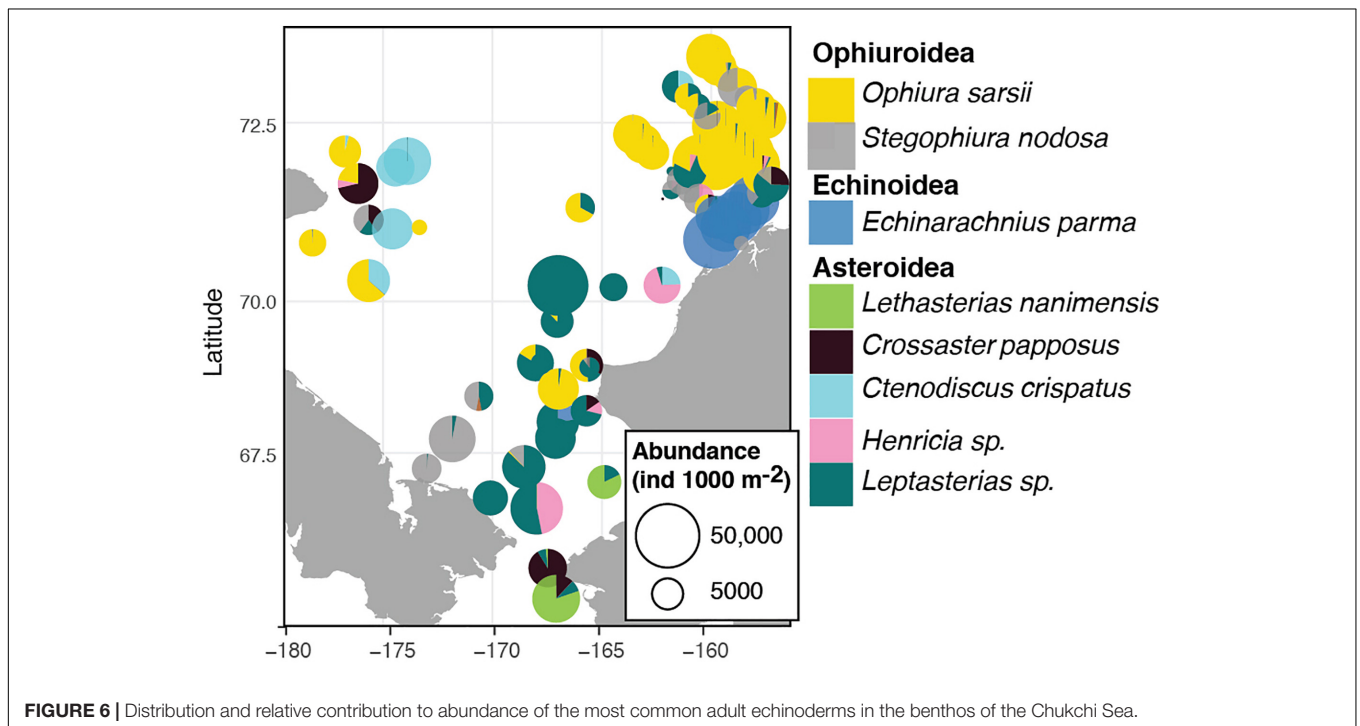 Latitude
72.5
70.0
67.5
−180
−175
−170
−165
−160
Abundance
(ind 1000 m-2)
50,000
5000
Ophiuroidea
Ophiura sarsii
Stegophiura nodosa
Echinoidea
Echinarachnius parma
Asteroidea
Lethasterias nanimensis
Crossaster papposus
Ctenodiscus crispatus
Henricia sp.
Leptasterias sp.
FIGURE 6 | Distribution and relative contribution to abundance of the most common adult echinoderms in the benthos of the Chukchi Sea.